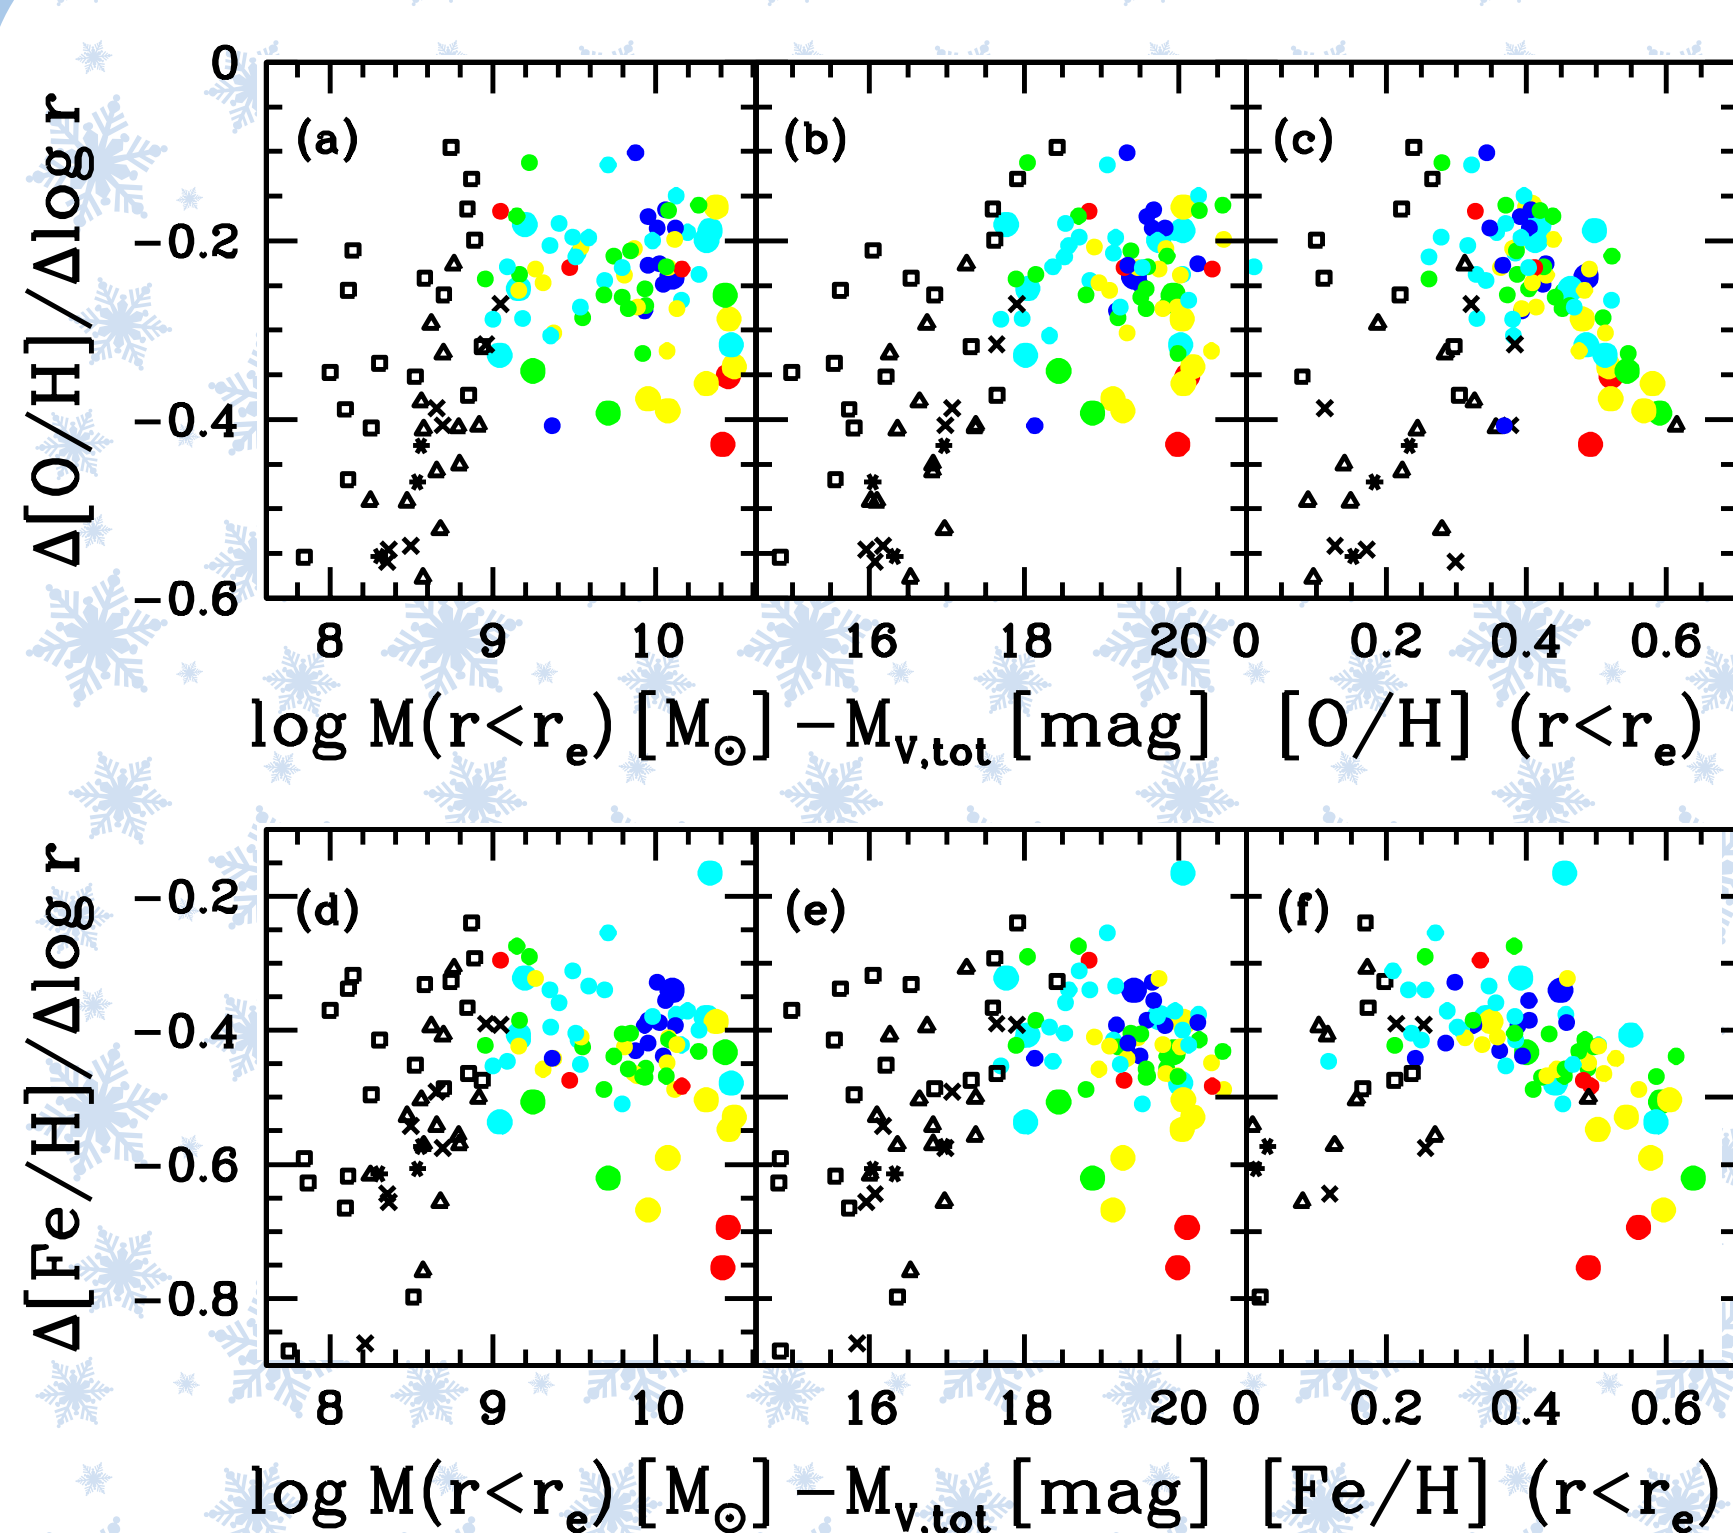 0
−0.2
−0.4
−0.6
Δ[O/H]/Δlog r
(a) (b) (c)
8 9 10 16 18 20 0 0.2 0.4 0.6
log M(r<rₑ)[M☉] −M_V,tot [mag] [O/H] (r<rₑ)
−0.2
−0.4
−0.6
−0.8
Δ[Fe/H]/Δlog r
(d) (e) (f)
8 9 10 16 18 20 0 0.2 0.4 0.6
log M(r<rₑ)[M☉] −M_V,tot [mag] [Fe/H] (r<rₑ)